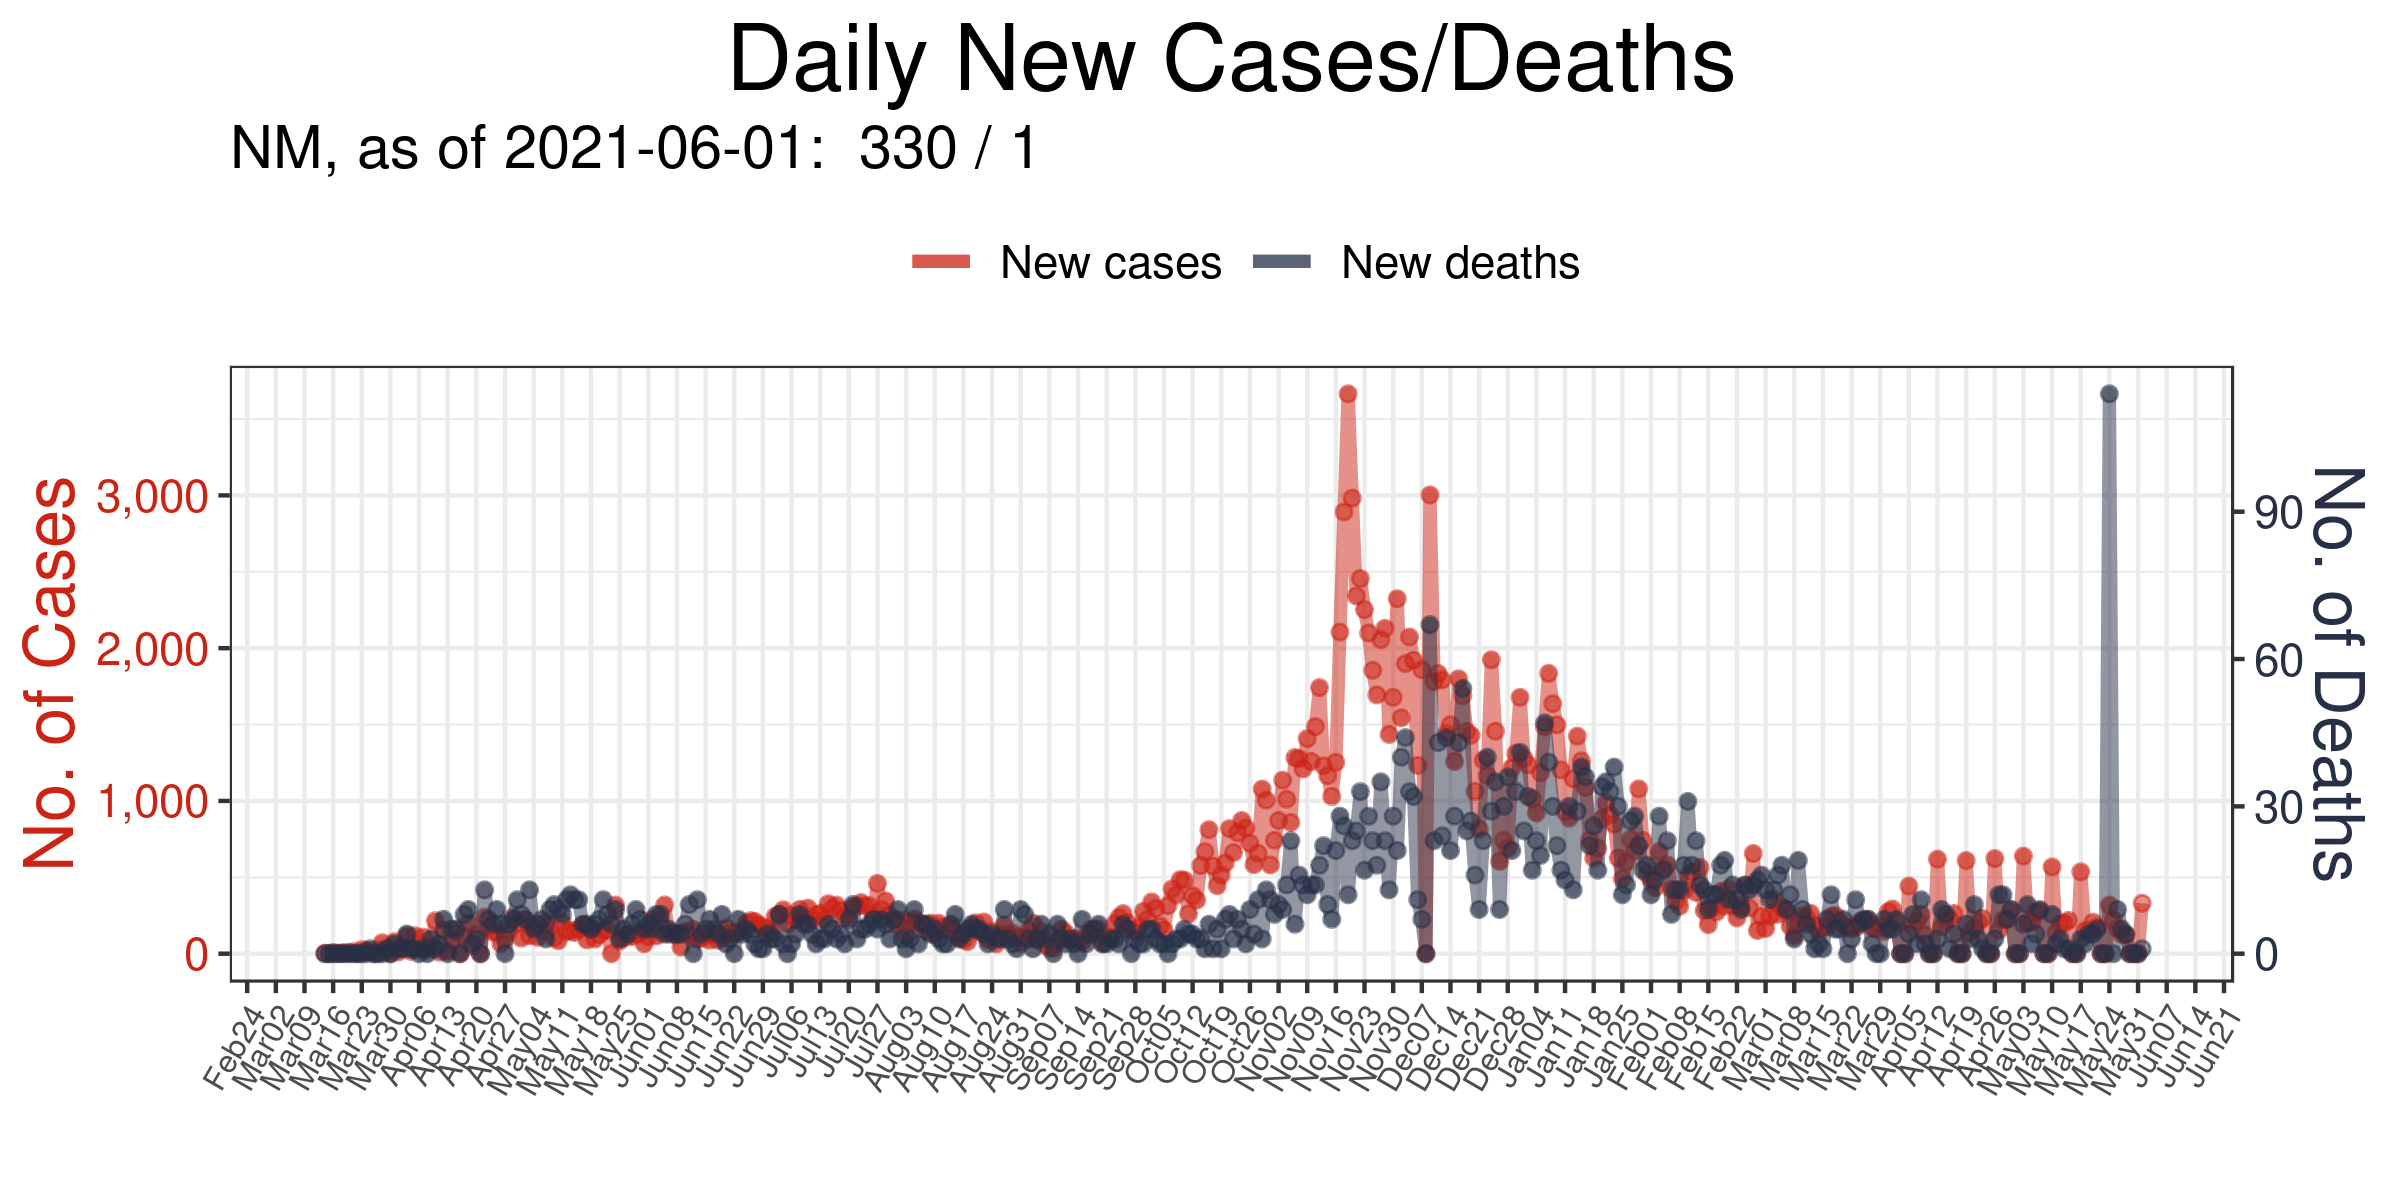 Daily New Cases/Deaths
NM, as of 2021-06-01:  330 / 1
New cases
New deaths
No. of Cases
3,000
2,000
1,000
0
90
60
30
0
No. of Deaths
Feb24
Mar02
Mar09
Mar16
Mar23
Mar30
Apr06
Apr13
Apr20
Apr27
May04
May11
May18
May25
Jun01
Jun08
Jun15
Jun22
Jun29
Jul06
Jul13
Jul20
Jul27
Aug03
Aug10
Aug17
Aug24
Aug31
Sep07
Sep14
Sep21
Sep28
Oct05
Oct12
Oct19
Oct26
Nov02
Nov09
Nov16
Nov23
Nov30
Dec07
Dec14
Dec21
Dec28
Jan04
Jan11
Jan18
Jan25
Feb01
Feb08
Feb15
Feb22
Mar01
Mar08
Mar15
Mar22
Mar29
Apr05
Apr12
Apr19
Apr26
May03
May10
May17
May24
May31
Jun07
Jun14
Jun21